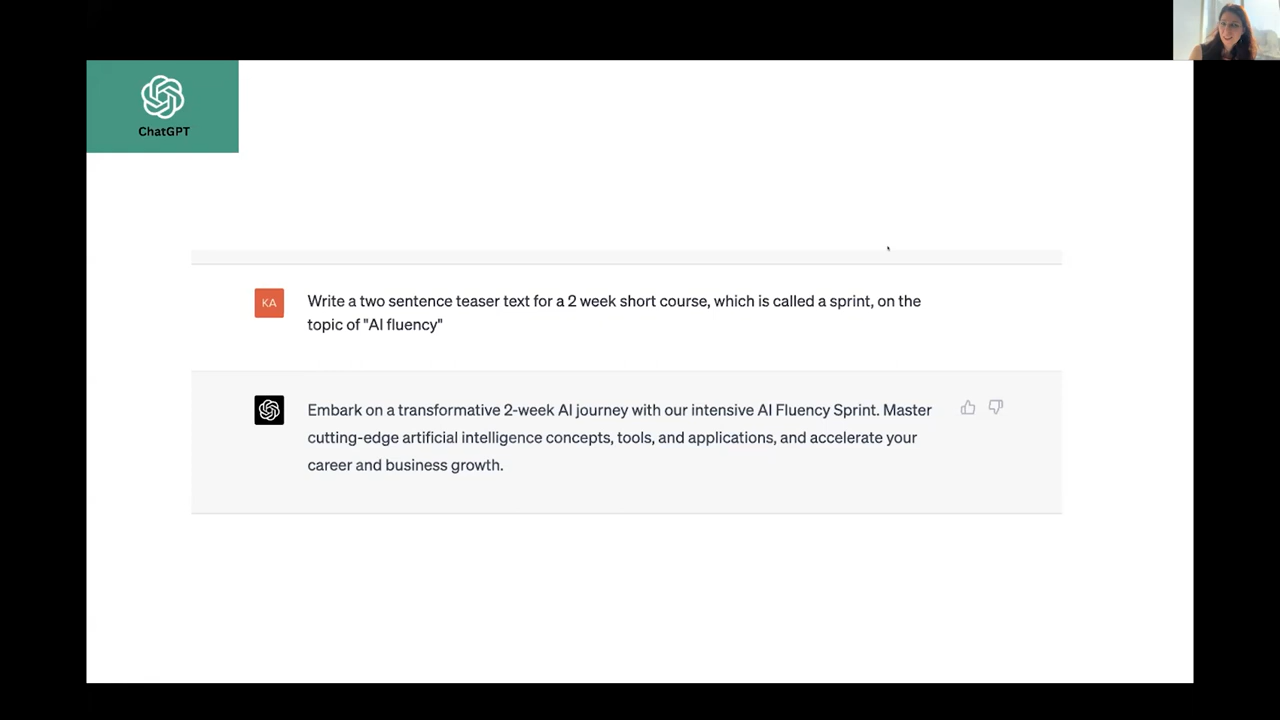 ChatGPT
KA
Write a two sentence teaser text for a 2 week short course, which is called a sprint, on the
topic of "AI fluency"
Embark on a transformative 2-week AI journey with our intensive AI Fluency Sprint. Master
cutting-edge artificial intelligence concepts, tools, and applications, and accelerate your
career and business growth.